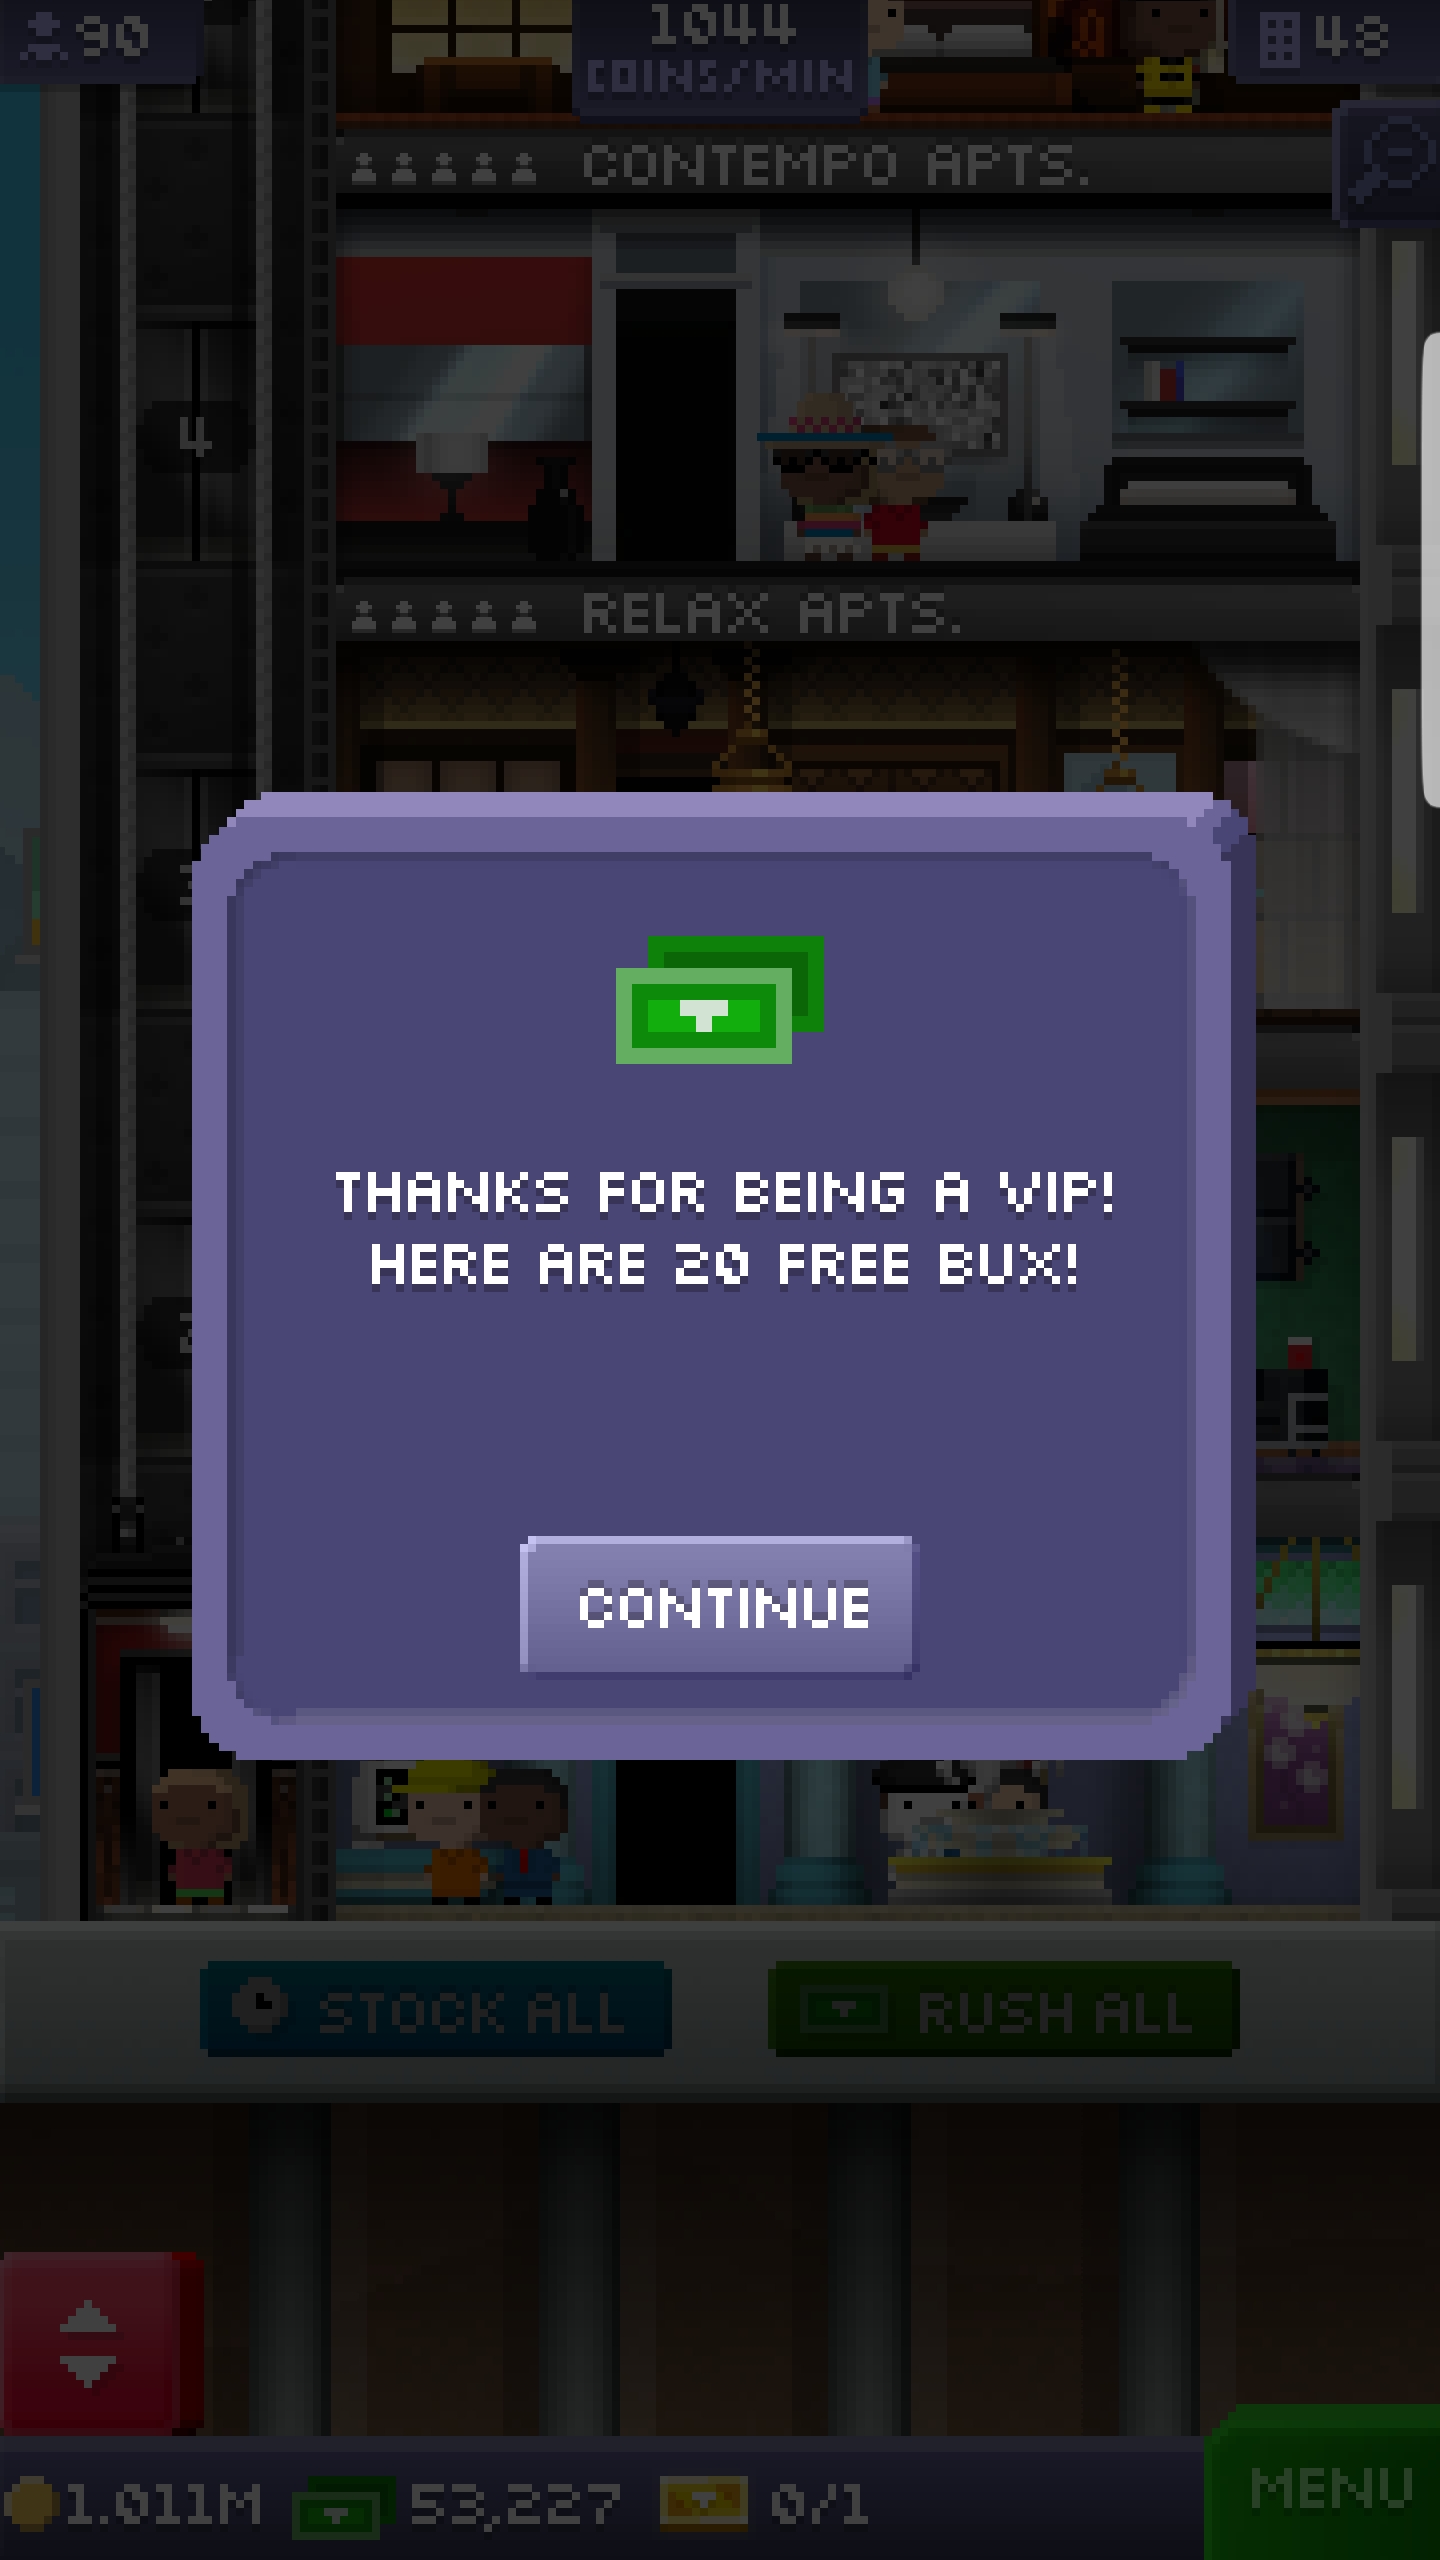 90
1044
COINS/MIN
48
CONTEMPO APTS.
4
RELAX APTS.
THANKS FOR BEING A VIP!
HERE ARE 20 FREE BUX!
CONTINUE
STOCK ALL
RUSH ALL
1.011M
53,227
0/1
MENU